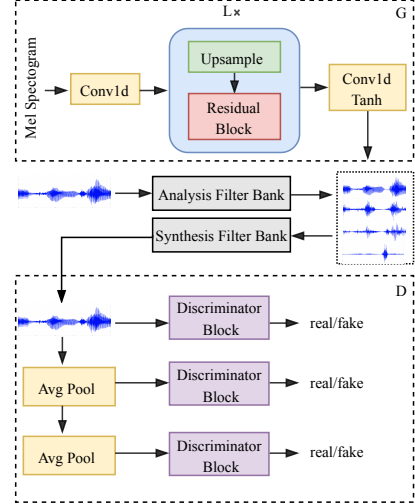 L×
G
Mel Spectogram
Conv1d
Upsample
Residual
Block
Conv1d
Tanh
Analysis Filter Bank
Synthesis Filter Bank
D
Discriminator
Block
real/fake
Avg Pool
Discriminator
Block
real/fake
Avg Pool
Discriminator
Block
real/fake